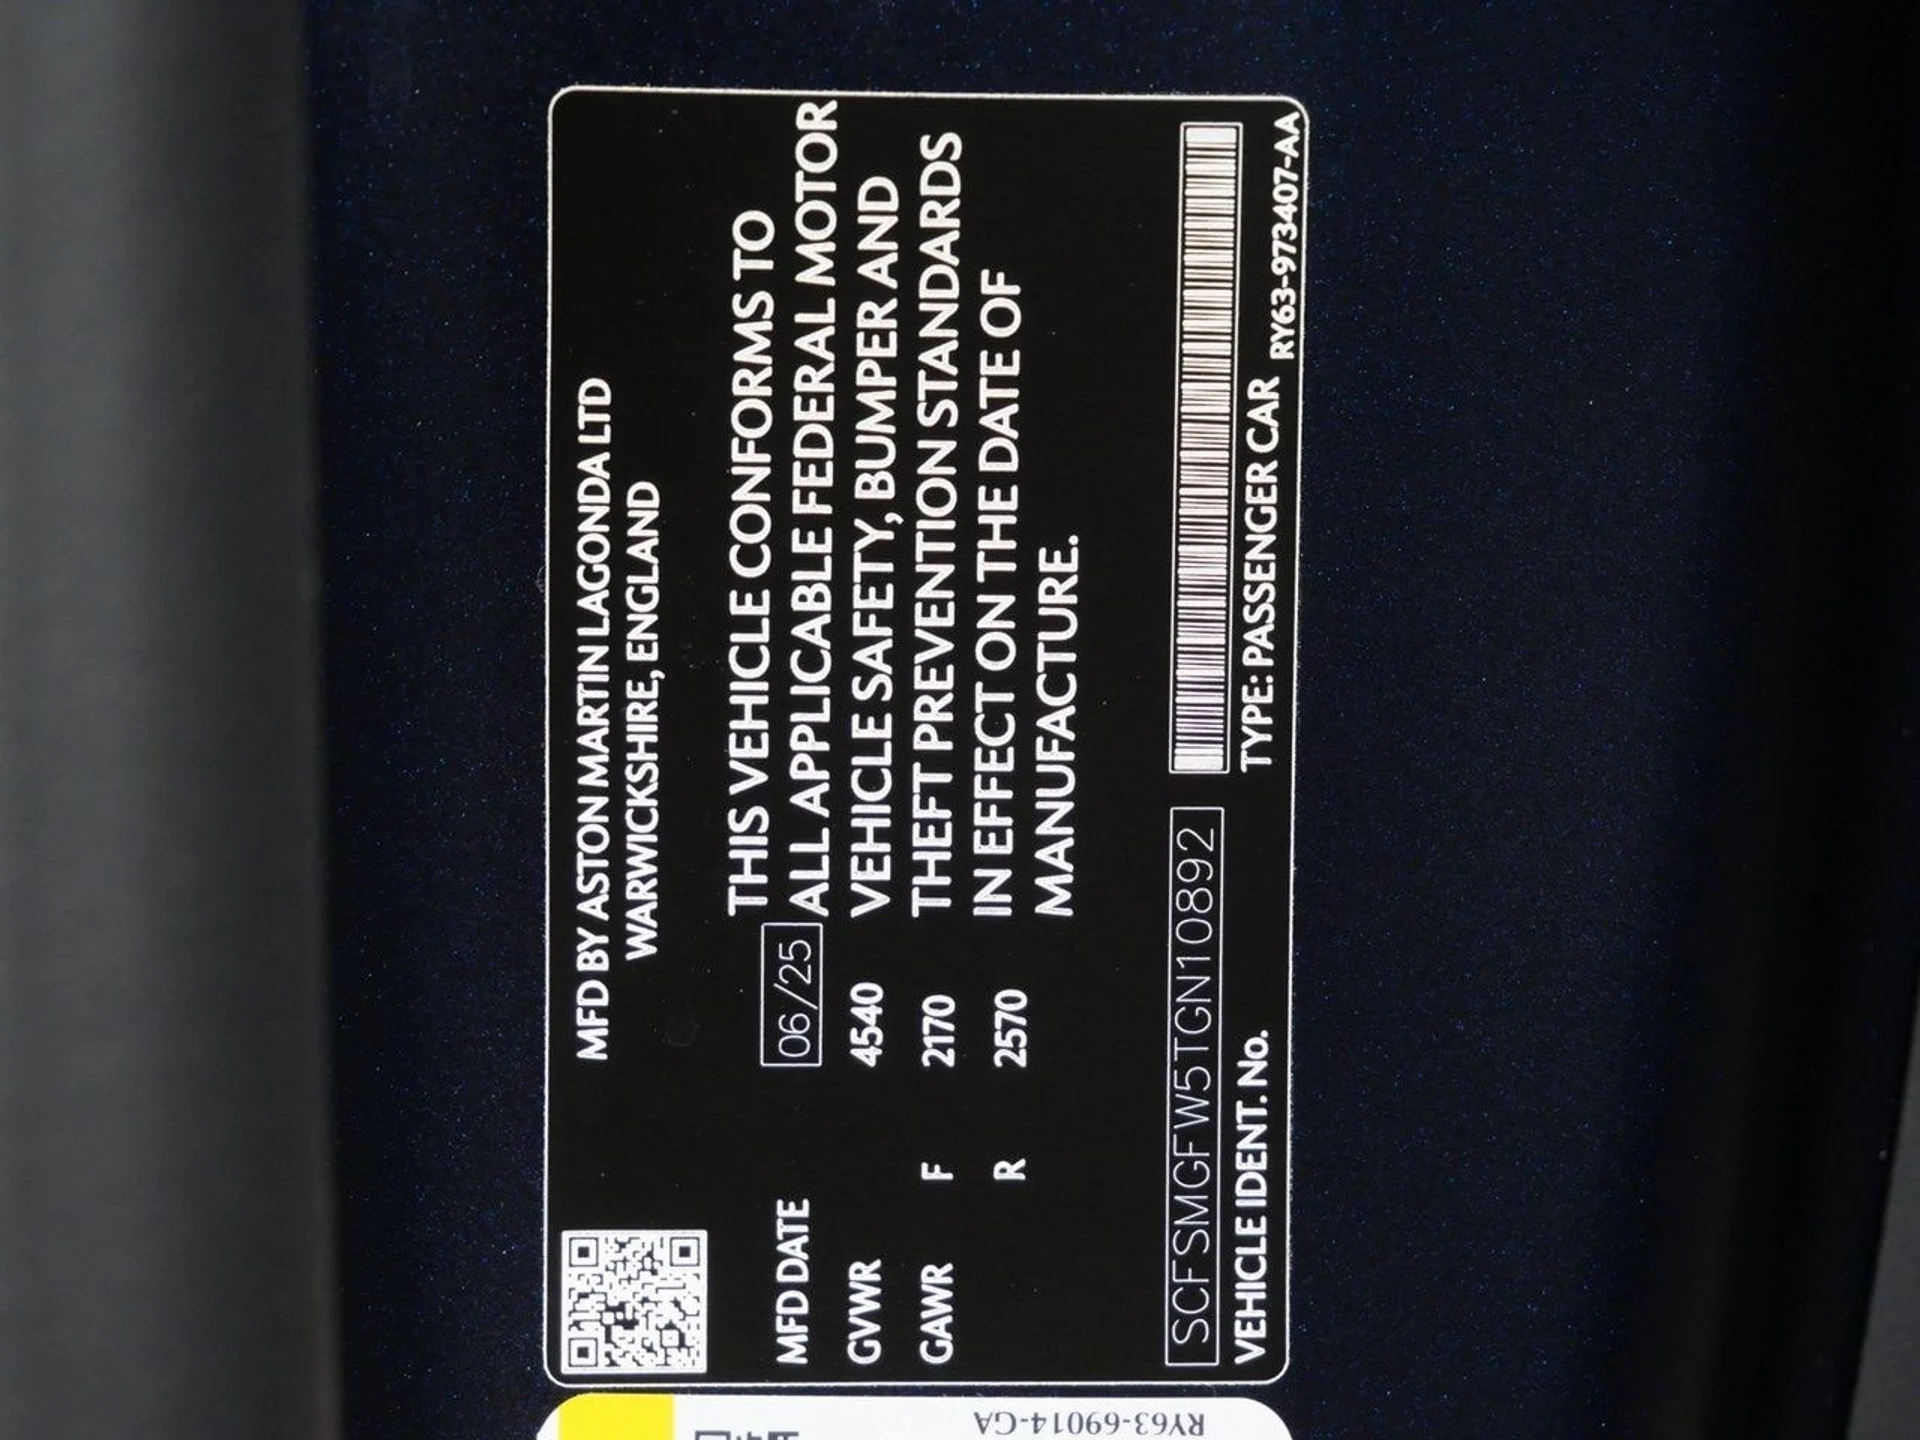 MFD BY ASTON MARTIN LAGONDA LTD
WARWICKSHIRE, ENGLAND
THIS VEHICLE CONFORMS TO
MFD DATE 06/25 ALL APPLICABLE FEDERAL MOTOR
GVWR 4540 VEHICLE SAFETY, BUMPER AND
GAWR F 2170 THEFT PREVENTION STANDARDS
R 2570 IN EFFECT ON THE DATE OF
MANUFACTURE.
SCFSMGFW5TGN10892
VEHICLE IDENT. No. TYPE: PASSENGER CAR RY63-973407-AA
RY63-69014-GA